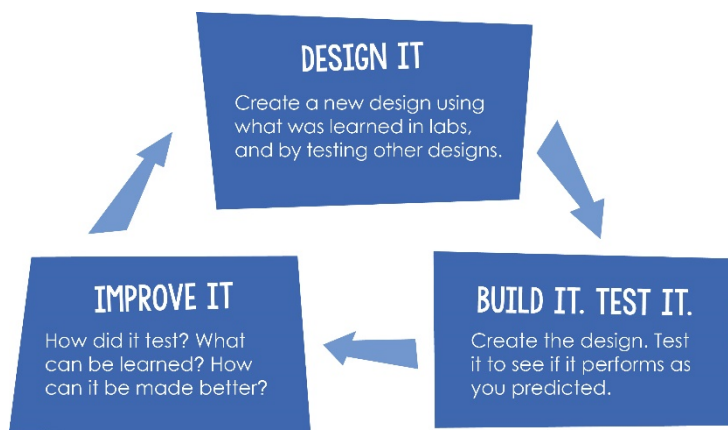 DESIGN IT
Create a new design using
what was learned in labs,
and by testing other designs.
IMPROVE IT
How did it test? What
can be learned? How
can it be made better?
BUILD IT. TEST IT.
Create the design. Test
it to see if it performs as
you predicted.